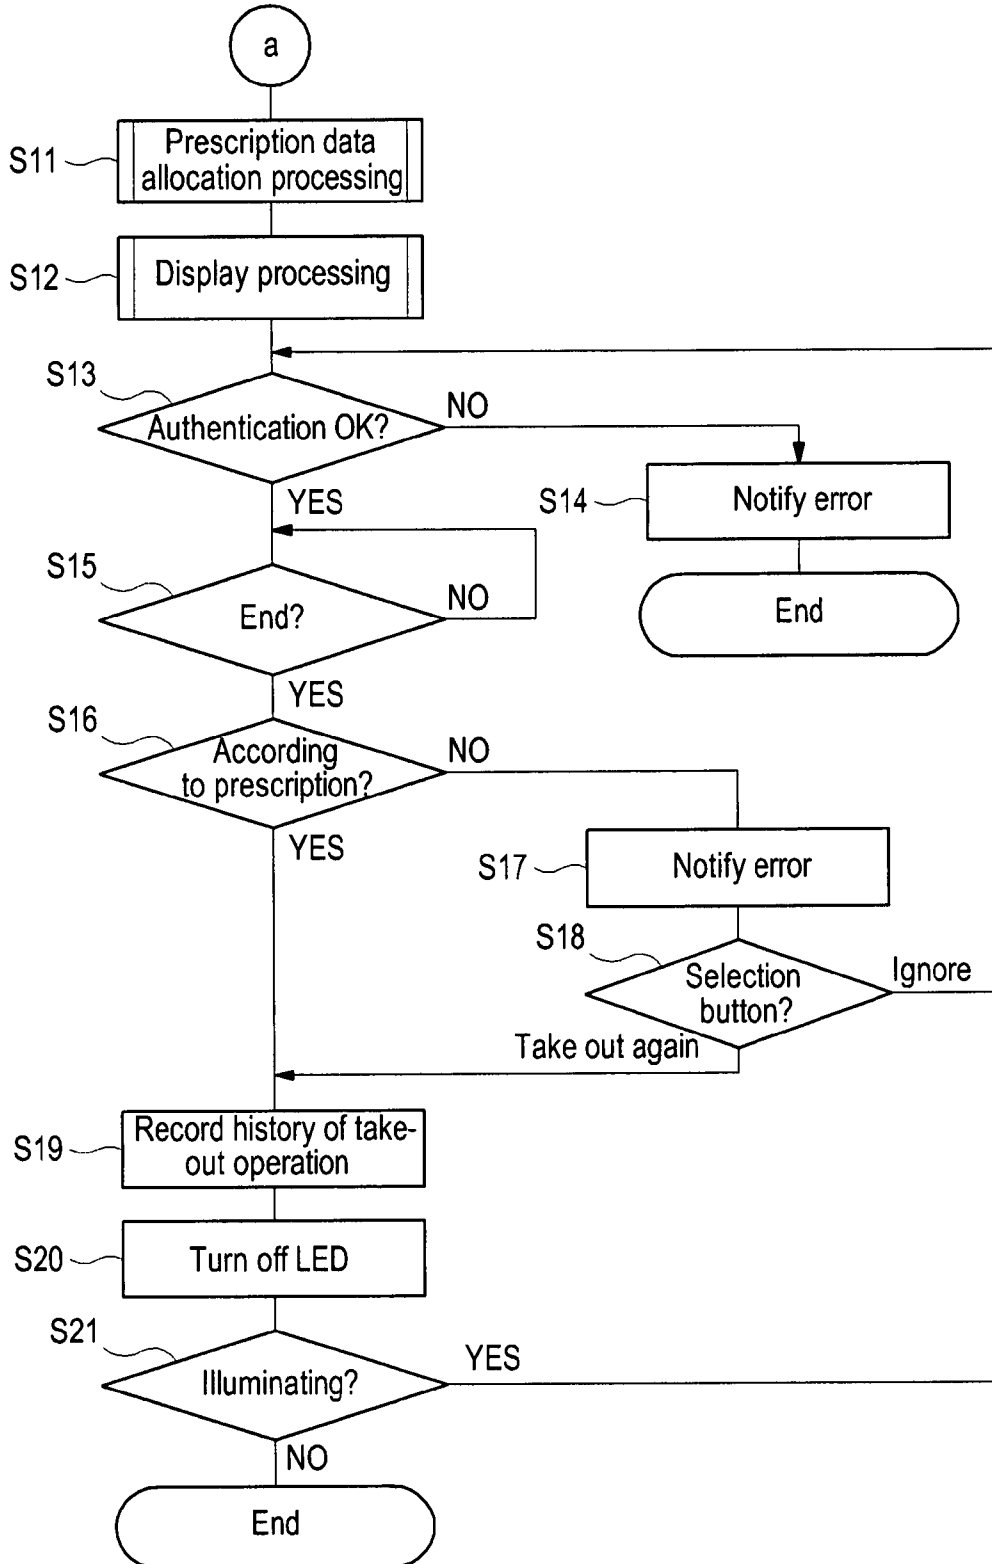 a
S11
Prescription data
allocation processing
S12
Display processing
S13
Authentication OK?
NO
YES
S14
Notify error
End
S15
End?
NO
YES
S16
According
to prescription?
NO
YES
S17
Notify error
S18
Selection
button?
Ignore
Take out again
S19
Record history of take-
out operation
S20
Turn off LED
S21
Illuminating?
YES
NO
End